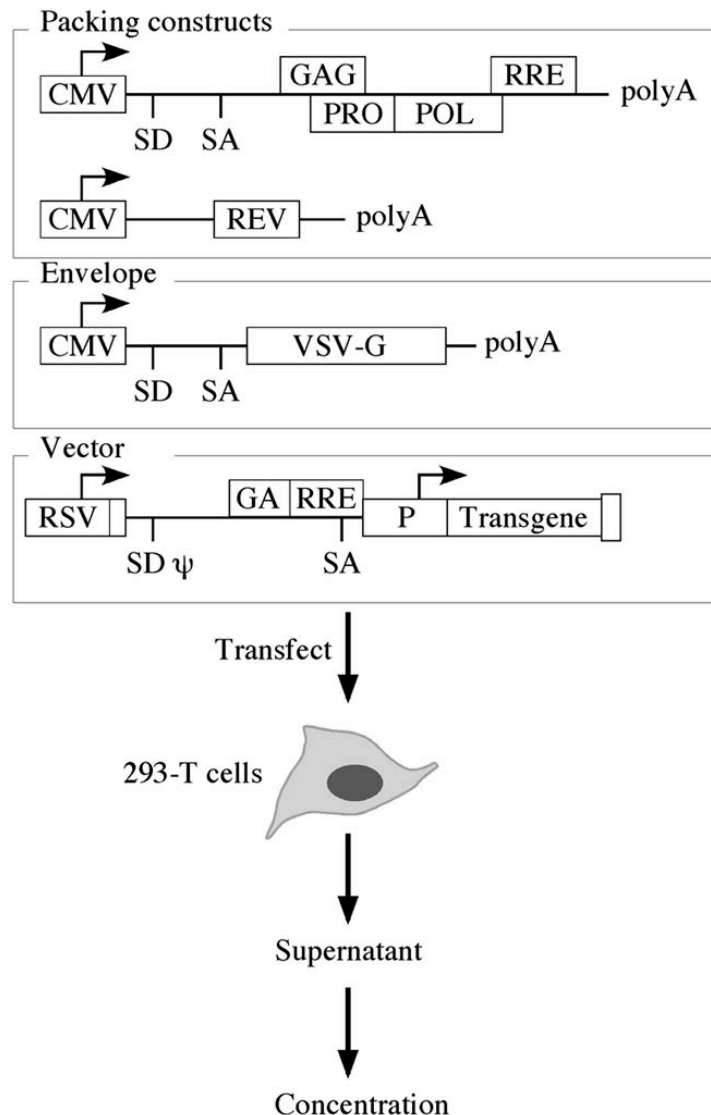 Packing constructs
GAG RRE
CMV polyA
PRO POL
SD SA
CMV REV polyA
Envelope
CMV VSV-G polyA
SD SA
Vector
GA RRE
RSV P Transgene
SD ψ SA
Transfect
293-T cells
Supernatant
Concentration